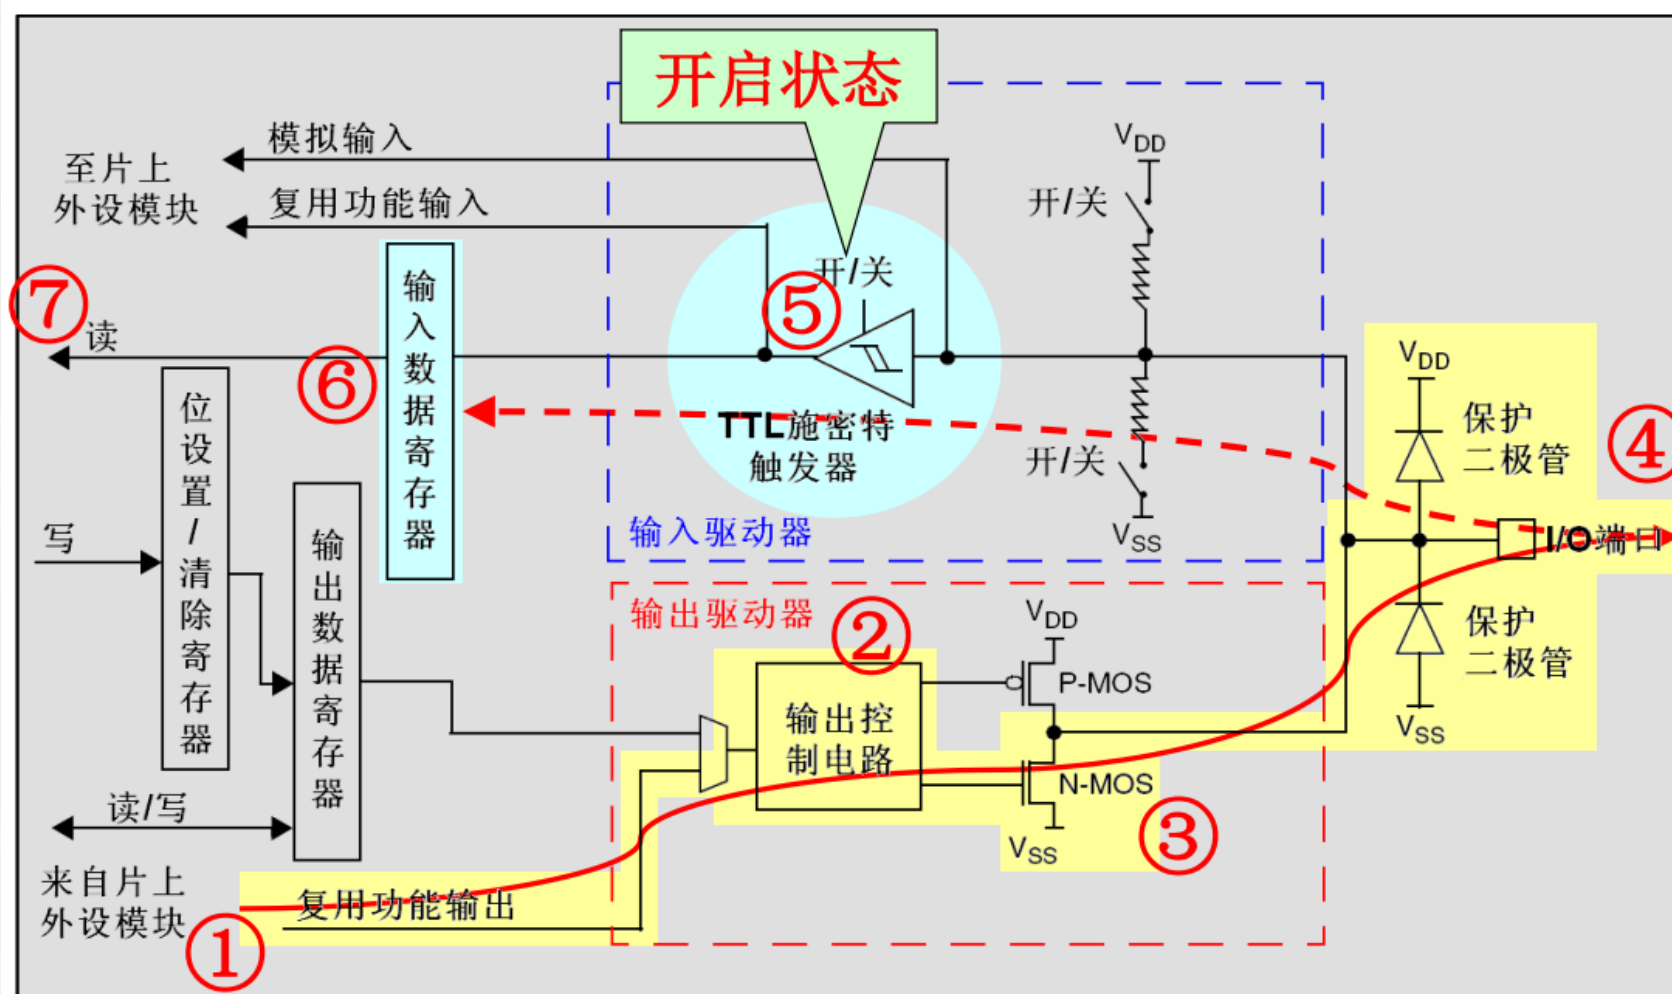 开启状态
模拟输入
至片上
外设模块
复用功能输入
VDD
开/关
开/关
⑤
⑦
读
输入数据寄存器
⑥
TTL施密特
触发器
开/关
VSS
输入驱动器
VDD
保护
二极管
④
I/O端口
保护
二极管
VSS
位设置/清除寄存器
写
输出数据寄存器
输出驱动器
②
VDD
P-MOS
输出控
制电路
N-MOS
③
VSS
读/写
来自片上
外设模块
①
复用功能输出